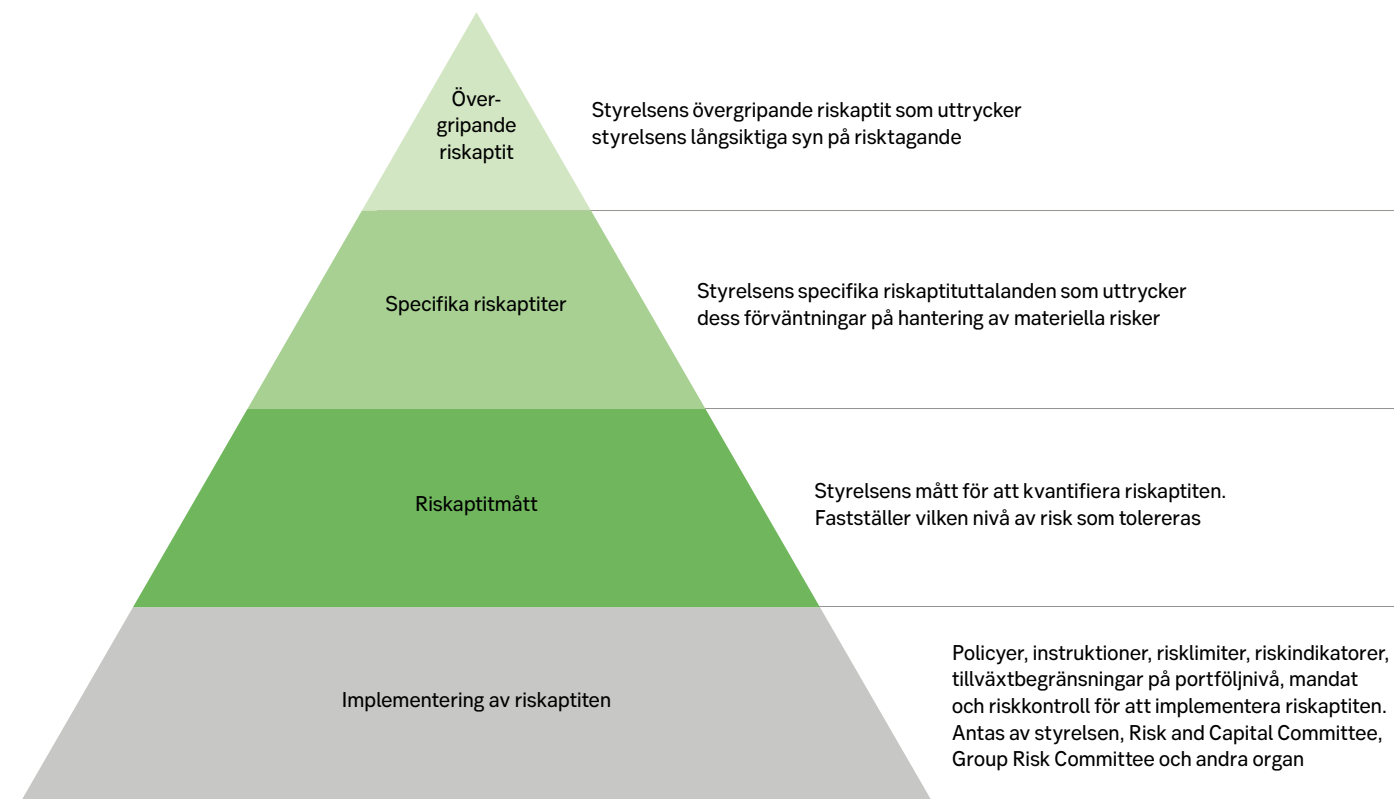 Över-
gripande
riskaptit
Styrelsens övergripande riskaptit som uttrycker
styrelsens långsiktiga syn på risktagande
Specifika riskaptiter
Styrelsens specifika riskaptituttalanden som uttrycker
dess förväntningar på hantering av materiella risker
Riskaptitmått
Styrelsens mått för att kvantifiera riskaptiten.
Fastställer vilken nivå av risk som tolereras
Implementering av riskaptiten
Policyer, instruktioner, risklimiter, riskindikatorer,
tillväxtbegränsningar på portföljnivå, mandat
och riskkontroll för att implementera riskaptiten.
Antas av styrelsen, Risk and Capital Committee,
Group Risk Committee och andra organ